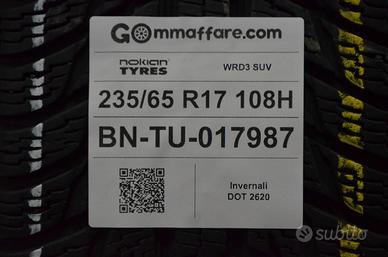 GOmmaffare.com
nokian
TYRES
WRD3 SUV
235/65 R17 108H
BN-TU-017987
Invernali
DOT 2620
subito